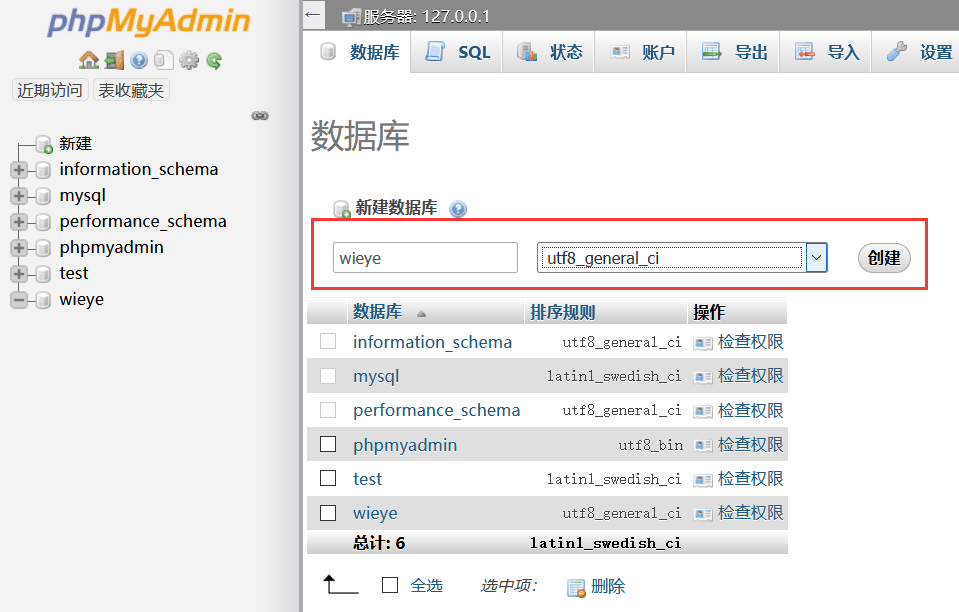 phpMyAdmin
近期访问 表收藏夹
新建
information_schema
mysql
performance_schema
phpmyadmin
test
wieye
服务器: 127.0.0.1
数据库 SQL 状态 账户 导出 导入 设置
数据库
新建数据库
wieye utf8_general_ci 创建
数据库 排序规则 操作
information_schema utf8_general_ci 检查权限
mysql latin1_swedish_ci 检查权限
performance_schema utf8_general_ci 检查权限
phpmyadmin utf8_bin 检查权限
test latin1_swedish_ci 检查权限
wieye utf8_general_ci 检查权限
总计: 6 latin1_swedish_ci
全选 选中项: 删除